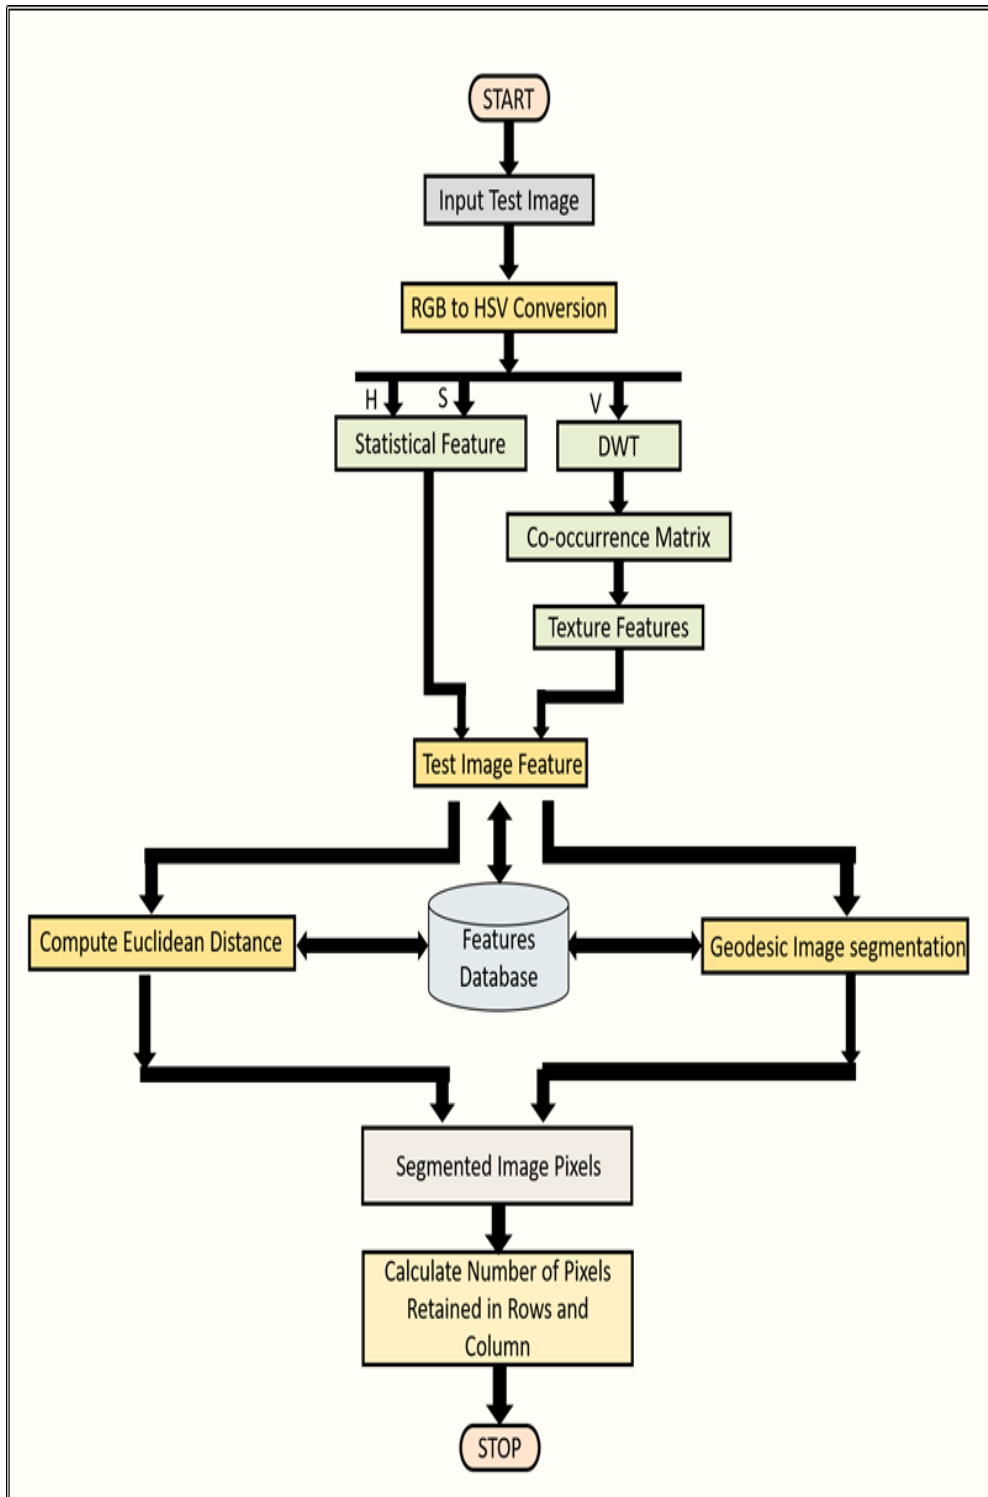 START
Input Test Image
RGB to HSV Conversion
H
S
V
Statistical Feature
DWT
Co-occurrence Matrix
Texture Features
Test Image Feature
Compute Euclidean Distance
Features
Database
Geodesic Image segmentation
Segmented Image Pixels
Calculate Number of Pixels
Retained in Rows and
Column
STOP